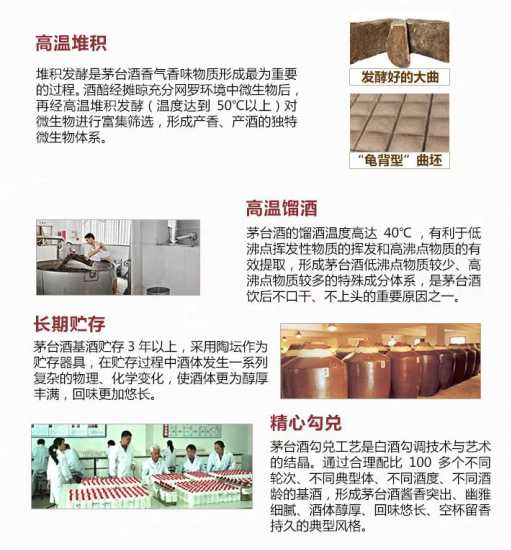 高温堆积
堆积发酵是茅台酒香气香味物质形成最为重要
的过程。酒醅经摊晾充分网罗环境中微生物后，
再经高温堆积发酵（温度达到 50℃以上）对
微生物进行富集筛选，形成产香、产酒的独特
微生物体系。
发酵好的大曲
“龟背型”曲坯
高温馏酒
茅台酒的馏酒温度高达 40℃ ，有利于低
沸点挥发性物质的挥发和高沸点物质的有
效提取，形成茅台酒低沸点物质较少、高
沸点物质较多的特殊成分体系，是茅台酒
饮后不口干、不上头的重要原因之一。
长期贮存
茅台酒基酒贮存 3 年以上，采用陶坛作为
贮存器具，在贮存过程中酒体发生一系列
复杂的物理、化学变化，使酒体更为醇厚
丰满，回味更加悠长。
精心勾兑
茅台酒勾兑工艺是白酒勾调技术与艺术
的结晶。通过合理配比 100 多个不同
轮次、不同典型体、不同酒度、不同酒
龄的基酒，形成茅台酒酱香突出、幽雅
细腻、酒体醇厚、回味悠长、空杯留香
持久的典型风格。